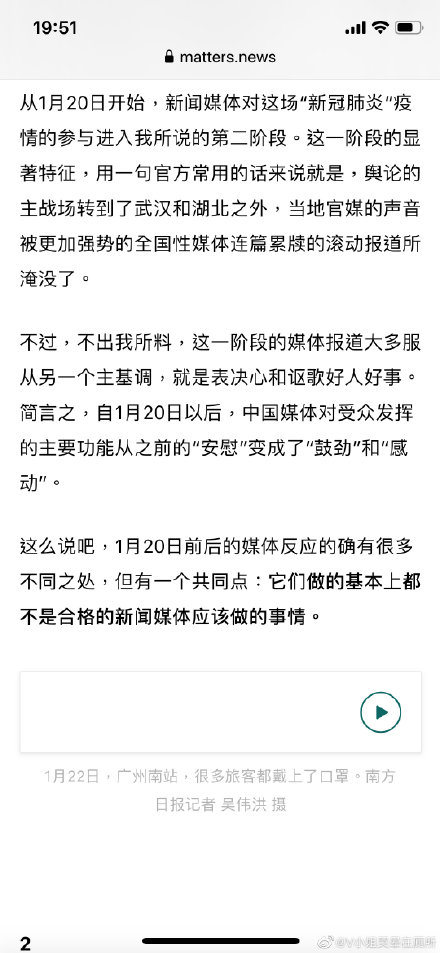 19:51
matters.news
从1月20日开始，新闻媒体对这场“新冠肺炎”疫
情的参与进入我所说的第二阶段。这一阶段的显
著特征，用一句官方常用的话来说就是，舆论的
主战场转到了武汉和湖北之外，当地官媒的声音
被更加强势的全国性媒体连篇累牍的滚动报道所
淹没了。
不过，不出我所料，这一阶段的媒体报道大多服
从另一个主基调，就是表决心和讴歌好人好事。
简言之，自1月20日以后，中国媒体对受众发挥
的主要功能从之前的“安慰”变成了“鼓劲”和“感
动”。
这么说吧，1月20日前后的媒体反应的确有很多
不同之处，但有一个共同点：它们做的基本上都
不是合格的新闻媒体应该做的事情。
1月22日，广州南站，很多旅客都戴上了口罩。南方
日报记者 吴伟洪 摄
2